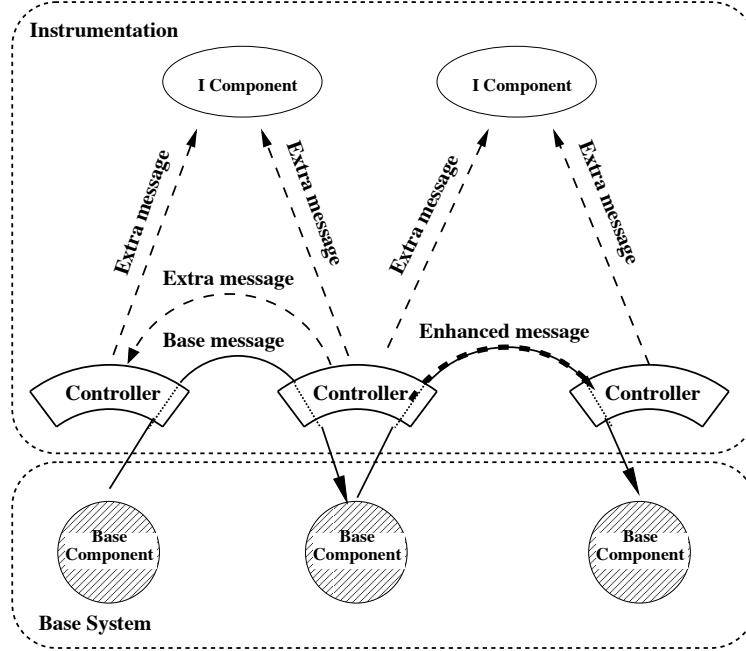 Instrumentation
I Component
I Component
Extra message
Extra message
Extra message
Extra message
Extra message
Base message
Enhanced message
Controller
Controller
Controller
Base
Component
Base
Component
Base
Component
Base System